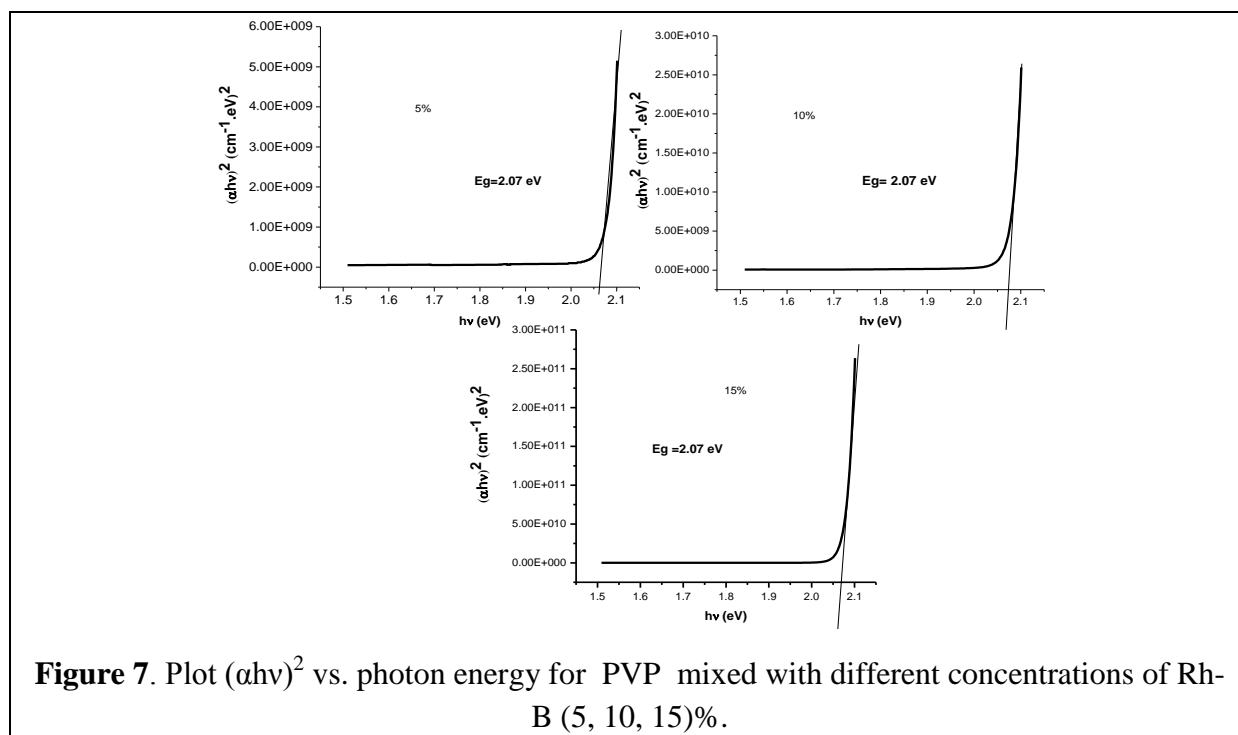 6.00E+009
5.00E+009
4.00E+009
3.00E+009
2.00E+009
1.00E+009
0.00E+000
(αhν)² (cm⁻¹.eV)²
5%
Eg=2.07 eV
1.5 1.6 1.7 1.8 1.9 2.0 2.1
hν (eV)
3.00E+010
2.50E+010
2.00E+010
1.50E+010
1.00E+010
5.00E+009
0.00E+000
(αhν)² (cm⁻¹.eV)²
10%
Eg= 2.07 eV
1.5 1.6 1.7 1.8 1.9 2.0 2.1
hν (eV)
3.00E+011
2.50E+011
2.00E+011
1.50E+011
1.00E+011
5.00E+010
0.00E+000
(αhν)² (cm⁻¹.eV)²
15%
Eg =2.07 eV
1.5 1.6 1.7 1.8 1.9 2.0 2.1
hν (eV)
Figure 7. Plot (αhν)² vs. photon energy for PVP mixed with different concentrations of Rh-
B (5, 10, 15)%.